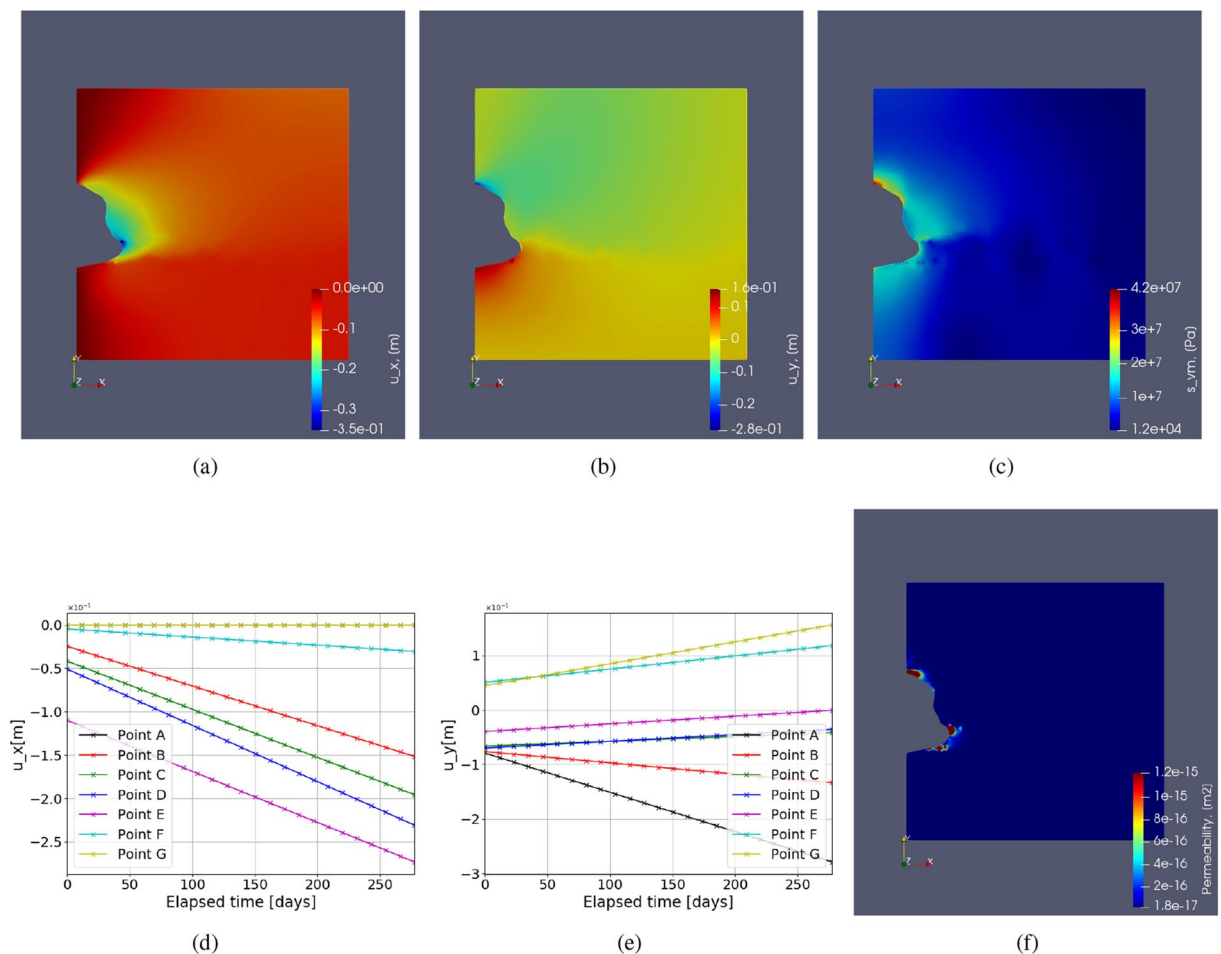 0.0e+00
-0.1
-0.2
-0.3
-3.5e-01
u_x, (m)
Y
Z
X
(a)
1.6e-01
0.1
0
-0.1
-0.2
-2.8e-01
u_y, (m)
Y
Z
X
(b)
4.2e+07
3e+7
2e+7
1e+7
1.2e+04
s_vm, (Pa)
Y
Z
X
(c)
×10⁻¹
0.0
−0.5
−1.0
−1.5
−2.0
−2.5
u_x[m]
Point A
Point B
Point C
Point D
Point E
Point F
Point G
0 50 100 150 200 250
Elapsed time [days]
(d)
×10⁻¹
1
0
−1
−2
−3
u_y[m]
Point A
Point B
Point C
Point D
Point E
Point F
Point G
0 50 100 150 200 250
Elapsed time [days]
(e)
1.2e-15
1e-15
8e-16
6e-16
4e-16
2e-16
1.8e-17
Permeability, (m2)
Y
Z
X
(f)